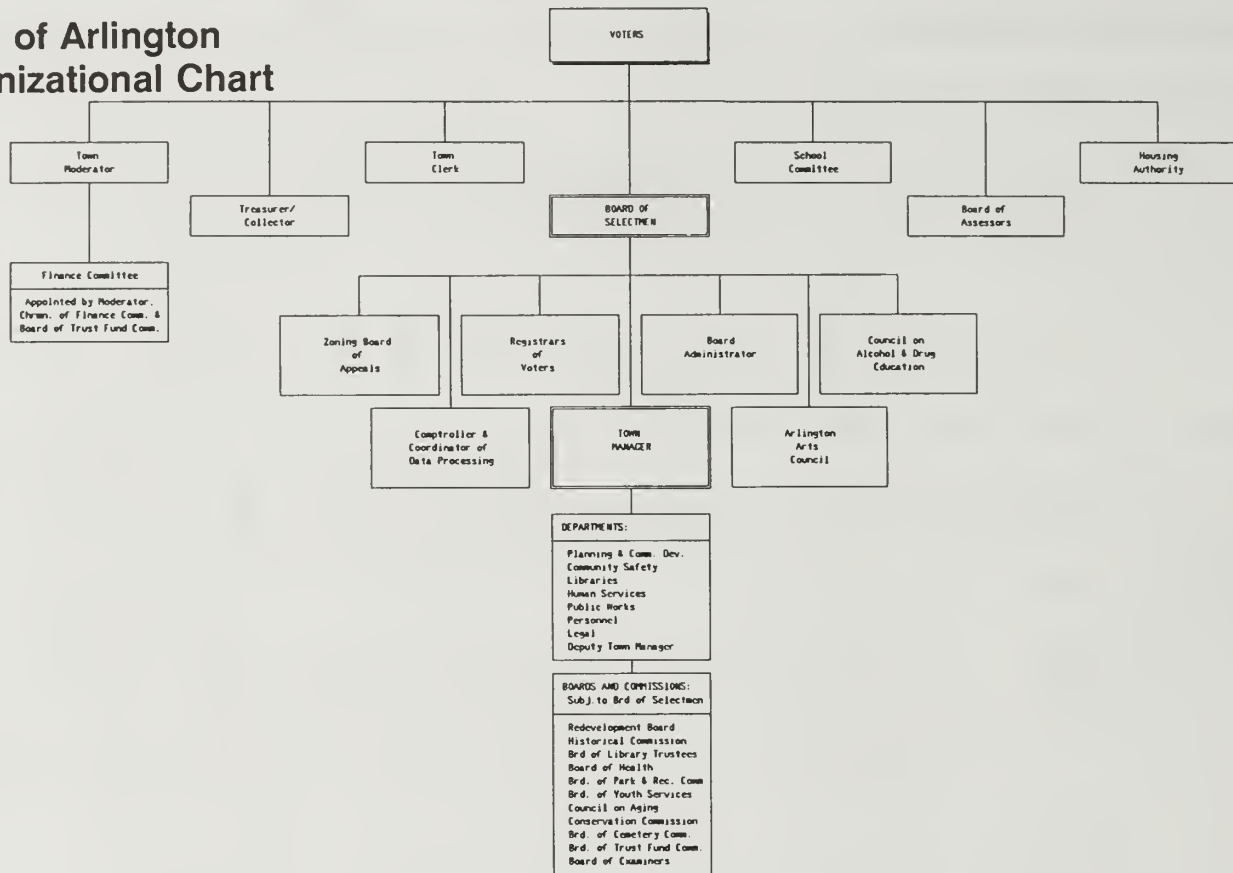 of Arlington
nizational Chart
VOTERS
Town
Moderator
Town
Clerk
School
Committee
Housing
Authority
Treasurer/
Collector
BOARD OF
SELECTMEN
Board of
Assessors
Finance Committee
Appointed by Moderator,
Chrmn. of Finance Comm. &
Board of Trust Fund Comm.
Zoning Board
of
Appeals
Registrars
of
Voters
Board
Administrator
Council on
Alcohol & Drug
Education
Comptroller &
Coordinator of
Data Processing
TOWN
MANAGER
Arlington
Arts
Council
DEPARTMENTS:
Planning & Comm. Dev.
Community Safety
Libraries
Human Services
Public Works
Personnel
Legal
Deputy Town Manager
BOARDS AND COMMISSIONS:
Subj.to Brd of Selectmen
Redevelopment Board
Historical Commission
Brd of Library Trustees
Board of Health
Brd. of Park & Rec. Comm
Brd. of Youth Services
Council on Aging
Conservation Commission
Brd. of Cemetery Comm.
Brd. of Trust Fund Comm.
Board of Examiners